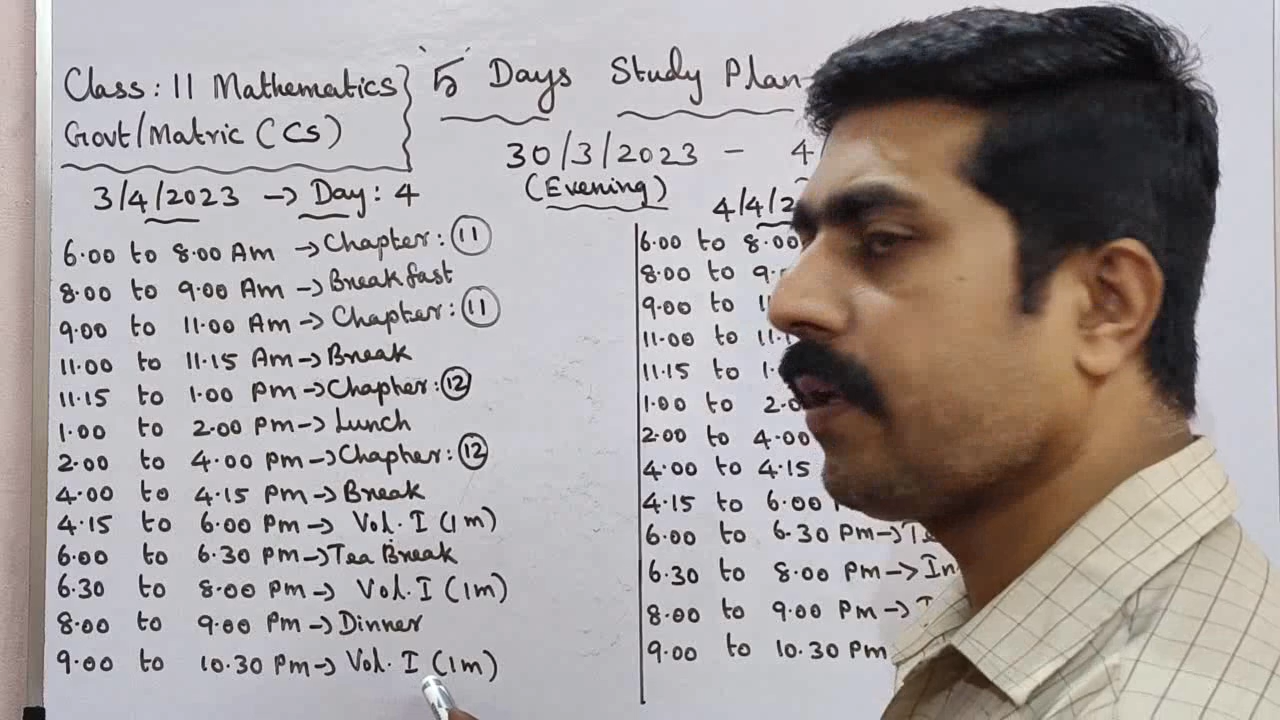 Class: 11 Mathematics
Govt/Matric (CS)
5 Days Study Plan
30/3/2023 - 4
(Evening)
3/4/2023 → Day: 4
6.00 to 8.00 Am → Chapter: 11
8.00 to 9.00 Am → Breakfast
9.00 to 11.00 Am → Chapter: 11
11.00 to 11.15 Am → Break
11.15 to 1.00 Pm → Chapher: 12
1.00 to 2.00 Pm → Lunch
2.00 to 4.00 Pm → Chapher: 12
4.00 to 4.15 Pm → Break
4.15 to 6.00 Pm → Vol. I (1m)
6.00 to 6.30 Pm → Tea Break
6.30 to 8.00 Pm → Vol. I (1m)
8.00 to 9.00 Pm → Dinner
9.00 to 10.30 Pm → Vol. I (1m)
4/4/2
6.00 to 8.00
8.00 to 9.
9.00 to
11.00 to 11.1
11.15 to 1.
1.00 to 2.0
2.00 to 4.00
4.00 to 4.15
4.15 to 6.00
6.00 to 6.30 Pm →
6.30 to 8.00 Pm →
8.00 to 9.00 Pm →
9.00 to 10.30 Pm